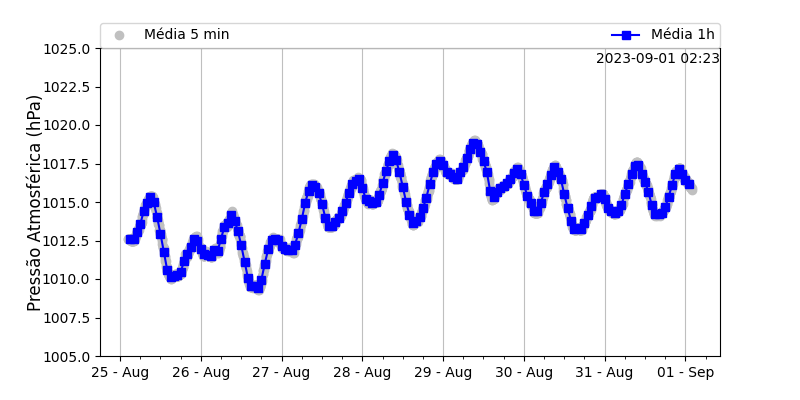 Média 5 min
Média 1h
2023-09-01 02:23
Pressão Atmosférica (hPa)
1025.0
1022.5
1020.0
1017.5
1015.0
1012.5
1010.0
1007.5
1005.0
25 - Aug
26 - Aug
27 - Aug
28 - Aug
29 - Aug
30 - Aug
31 - Aug
01 - Sep